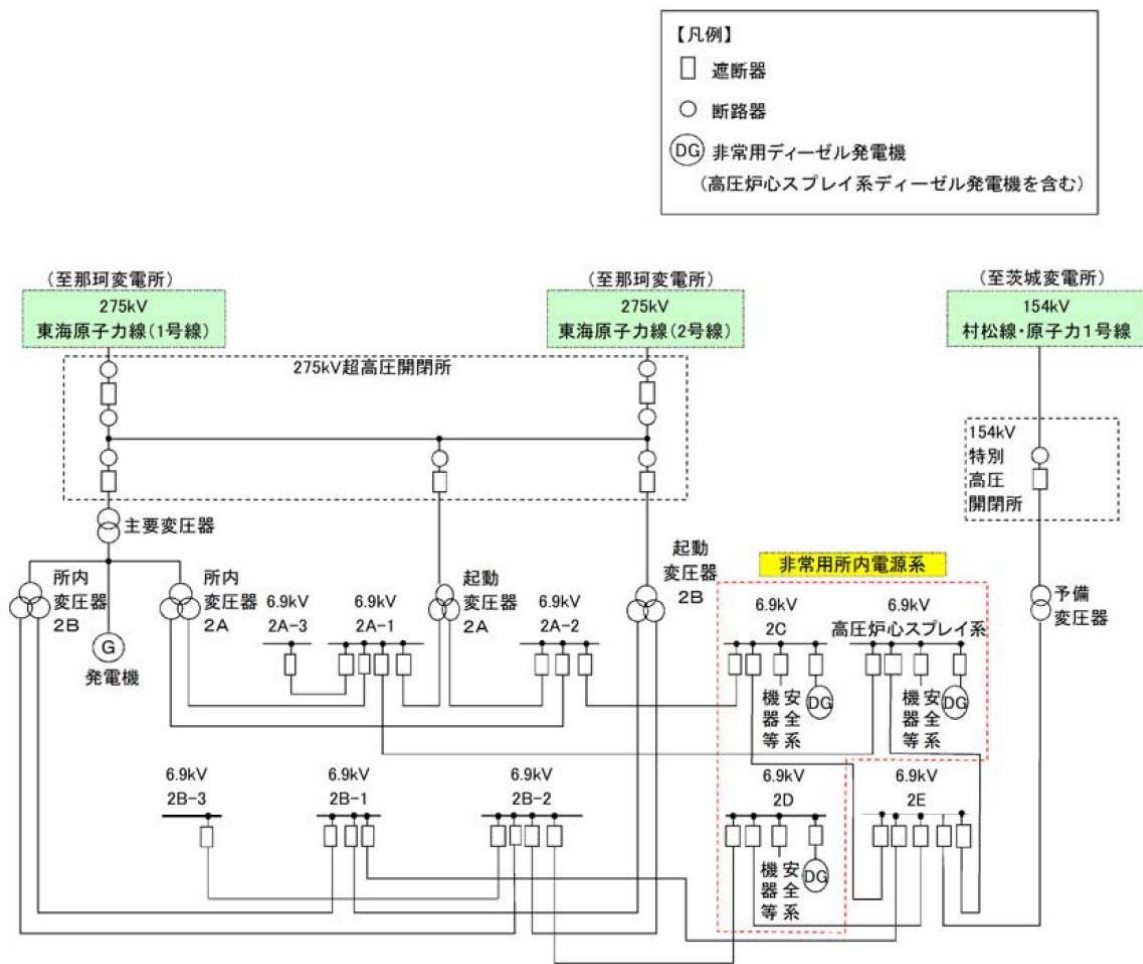 【凡例】
遮断器
断路器
DG 非常用ディーゼル発電機
（高圧炉心スプレイ系ディーゼル発電機を含む）
（至那珂変電所）
275kV
東海原子力線（1号線）
（至那珂変電所）
275kV
東海原子力線（2号線）
（至茨城変電所）
154kV
村松線・原子力１号線
275kV超高圧開閉所
154kV
特別
高圧
開閉所
主要変圧器
所内
変圧器
2B
所内
変圧器
2A
G
発電機
起動
変圧器
2A
起動
変圧器
2B
予備
変圧器
非常用所内電源系
6.9kV
2A-3
6.9kV
2A-1
6.9kV
2A-2
6.9kV
2C
安全系
機器等
DG
6.9kV
高圧炉心スプレイ系
安全系
機器等
DG
6.9kV
2B-3
6.9kV
2B-1
6.9kV
2B-2
6.9kV
2D
安全系
機器等
DG
6.9kV
2E